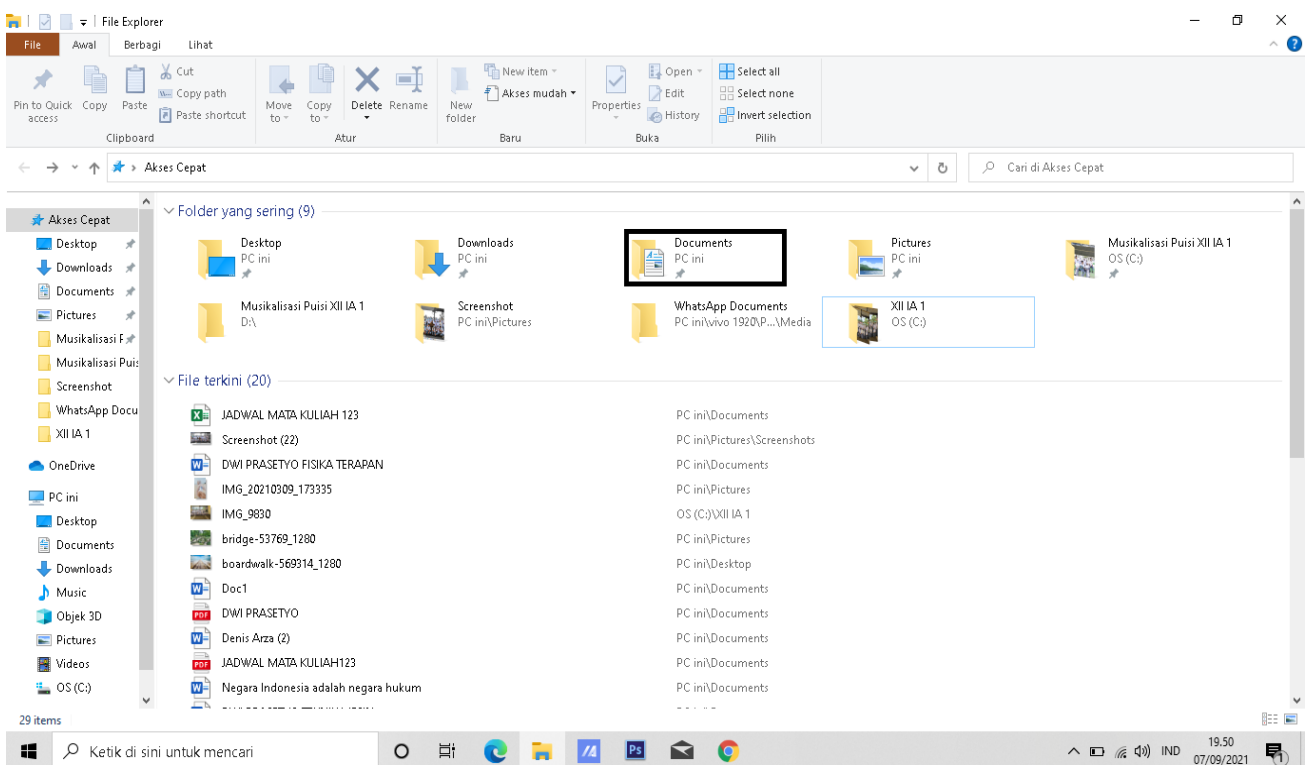 File Explorer
File Awal Berbagi Lihat
Pin to Quick access
Copy
Paste
Cut
Copy path
Paste shortcut
Clipboard
Move to
Copy to
Delete
Rename
Atur
New folder
New item
Akses mudah
Baru
Properties
Open
Edit
History
Buka
Select all
Select none
Invert selection
Pilih
Akses Cepat
Cari di Akses Cepat
Akses Cepat
Desktop
Downloads
Documents
Pictures
Musikalisasi F
Musikalisasi Puis
Screenshot
WhatsApp Docu
XII IA 1
OneDrive
PC ini
Desktop
Documents
Downloads
Music
Objek 3D
Pictures
Videos
OS (C:)
Folder yang sering (9)
Desktop
PC ini
Downloads
PC ini
Documents
PC ini
Pictures
PC ini
Musikalisasi Puisi XII IA 1
OS (C:)
Musikalisasi Puisi XII IA 1
D:\
Screenshot
PC ini\Pictures
WhatsApp Documents
PC ini\vivo 1920\P...\Media
XII IA 1
OS (C:)
File terkini (20)
JADWAL MATA KULIAH 123 PC ini\Documents
Screenshot (22) PC ini\Pictures\Screenshots
DWI PRASETYO FISIKA TERAPAN PC ini\Documents
IMG_20210309_173335 PC ini\Pictures
IMG_9830 OS (C:)\XII IA 1
bridge-53769_1280 PC ini\Pictures
boardwalk-569314_1280 PC ini\Desktop
Doc1 PC ini\Documents
DWI PRASETYO PC ini\Documents
Denis Arza (2) PC ini\Documents
JADWAL MATA KULIAH123 PC ini\Documents
Negara Indonesia adalah negara hukum PC ini\Documents
29 items
Ketik di sini untuk mencari
Ps
IND
19.50
07/09/2021
1